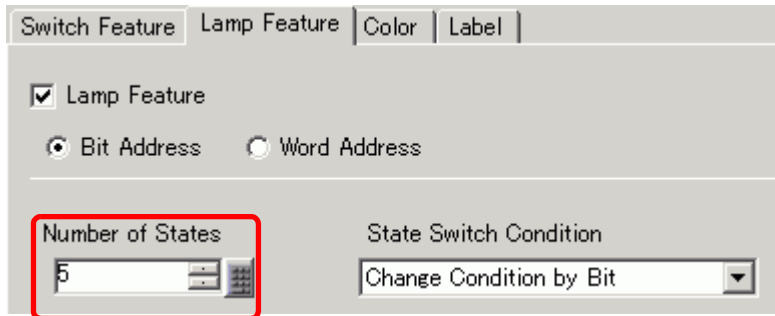 Switch Feature Lamp Feature Color Label
Lamp Feature
Bit Address Word Address
Number of States State Switch Condition
5 Change Condition by Bit